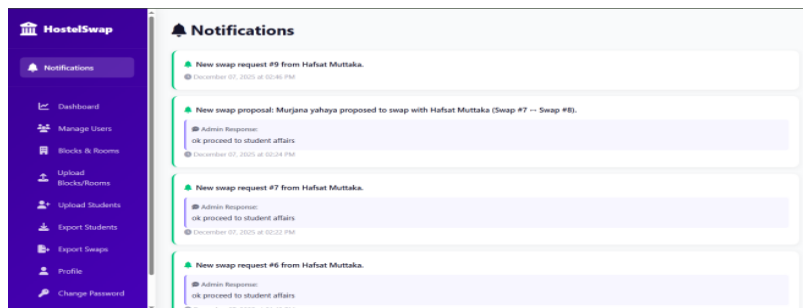 HostelSwap
Notifications
Dashboard
Manage Users
Blocks & Rooms
Upload
Blocks/Rooms
Upload Students
Export Students
Export Swaps
Profile
Change Password
Notifications
New swap request #9 from Hafsat Muttaka.
December 07, 2025 at 02:46 PM
New swap proposal: Murjana yahaya proposed to swap with Hafsat Muttaka (Swap #7 ↔ Swap #8).
Admin Response:
ok proceed to student affairs
December 07, 2025 at 02:24 PM
New swap request #7 from Hafsat Muttaka.
Admin Response:
ok proceed to student affairs
December 07, 2025 at 02:22 PM
New swap request #6 from Hafsat Muttaka.
Admin Response:
ok proceed to student affairs